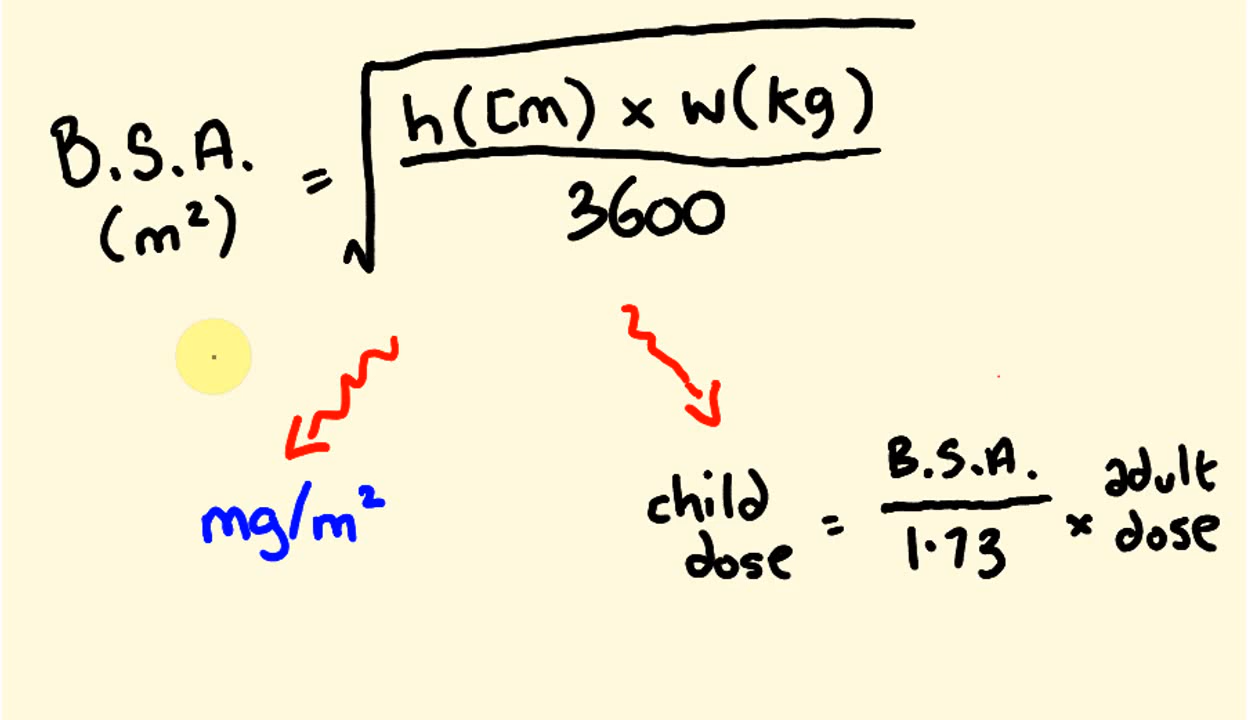 B.S.A. (m²) = √ h(cm) x w(kg)
3600
mg/m²
child dose = B.S.A. x adult dose
1.73